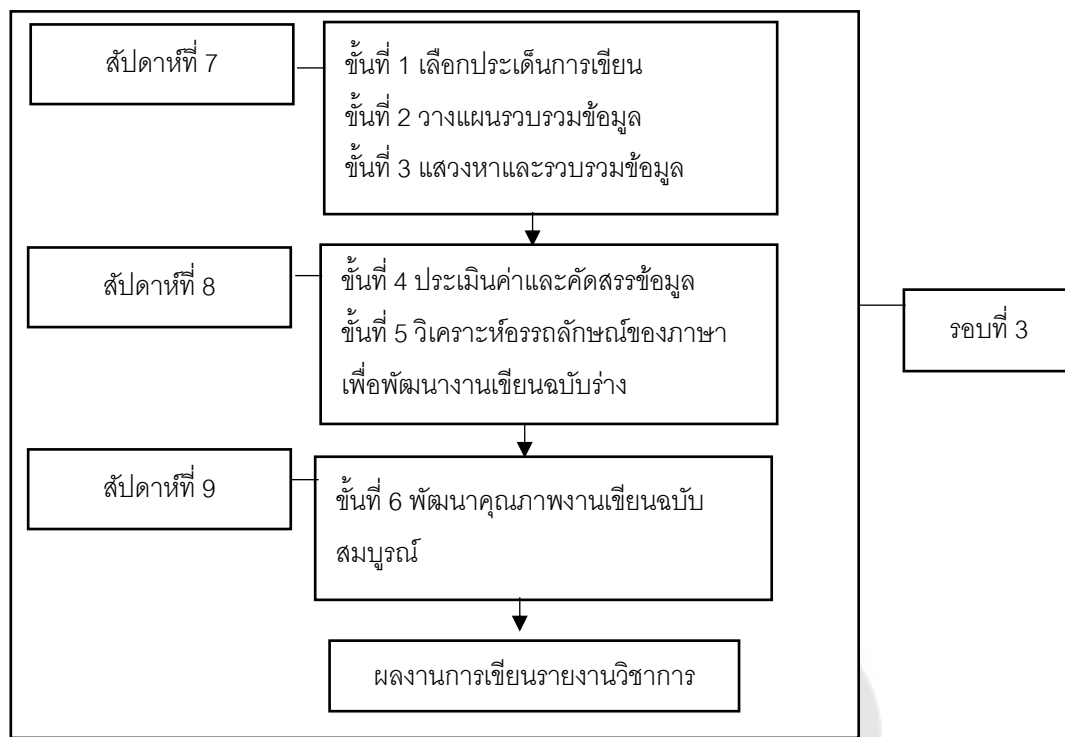 สัปดาห์ที่ 7
ขั้นที่ 1 เลือกประเด็นการเขียน
ขั้นที่ 2 วางแผนรวบรวมข้อมูล
ขั้นที่ 3 แสวงหาและรวบรวมข้อมูล
สัปดาห์ที่ 8
ขั้นที่ 4 ประเมินค่าและคัดสรรข้อมูล
ขั้นที่ 5 วิเคราะห์อรรถลักษณ์ของภาษา
เพื่อพัฒนางานเขียนฉบับร่าง
รอบที่ 3
สัปดาห์ที่ 9
ขั้นที่ 6 พัฒนาคุณภาพงานเขียนฉบับ
สมบูรณ์
ผลงานการเขียนรายงานวิชาการ